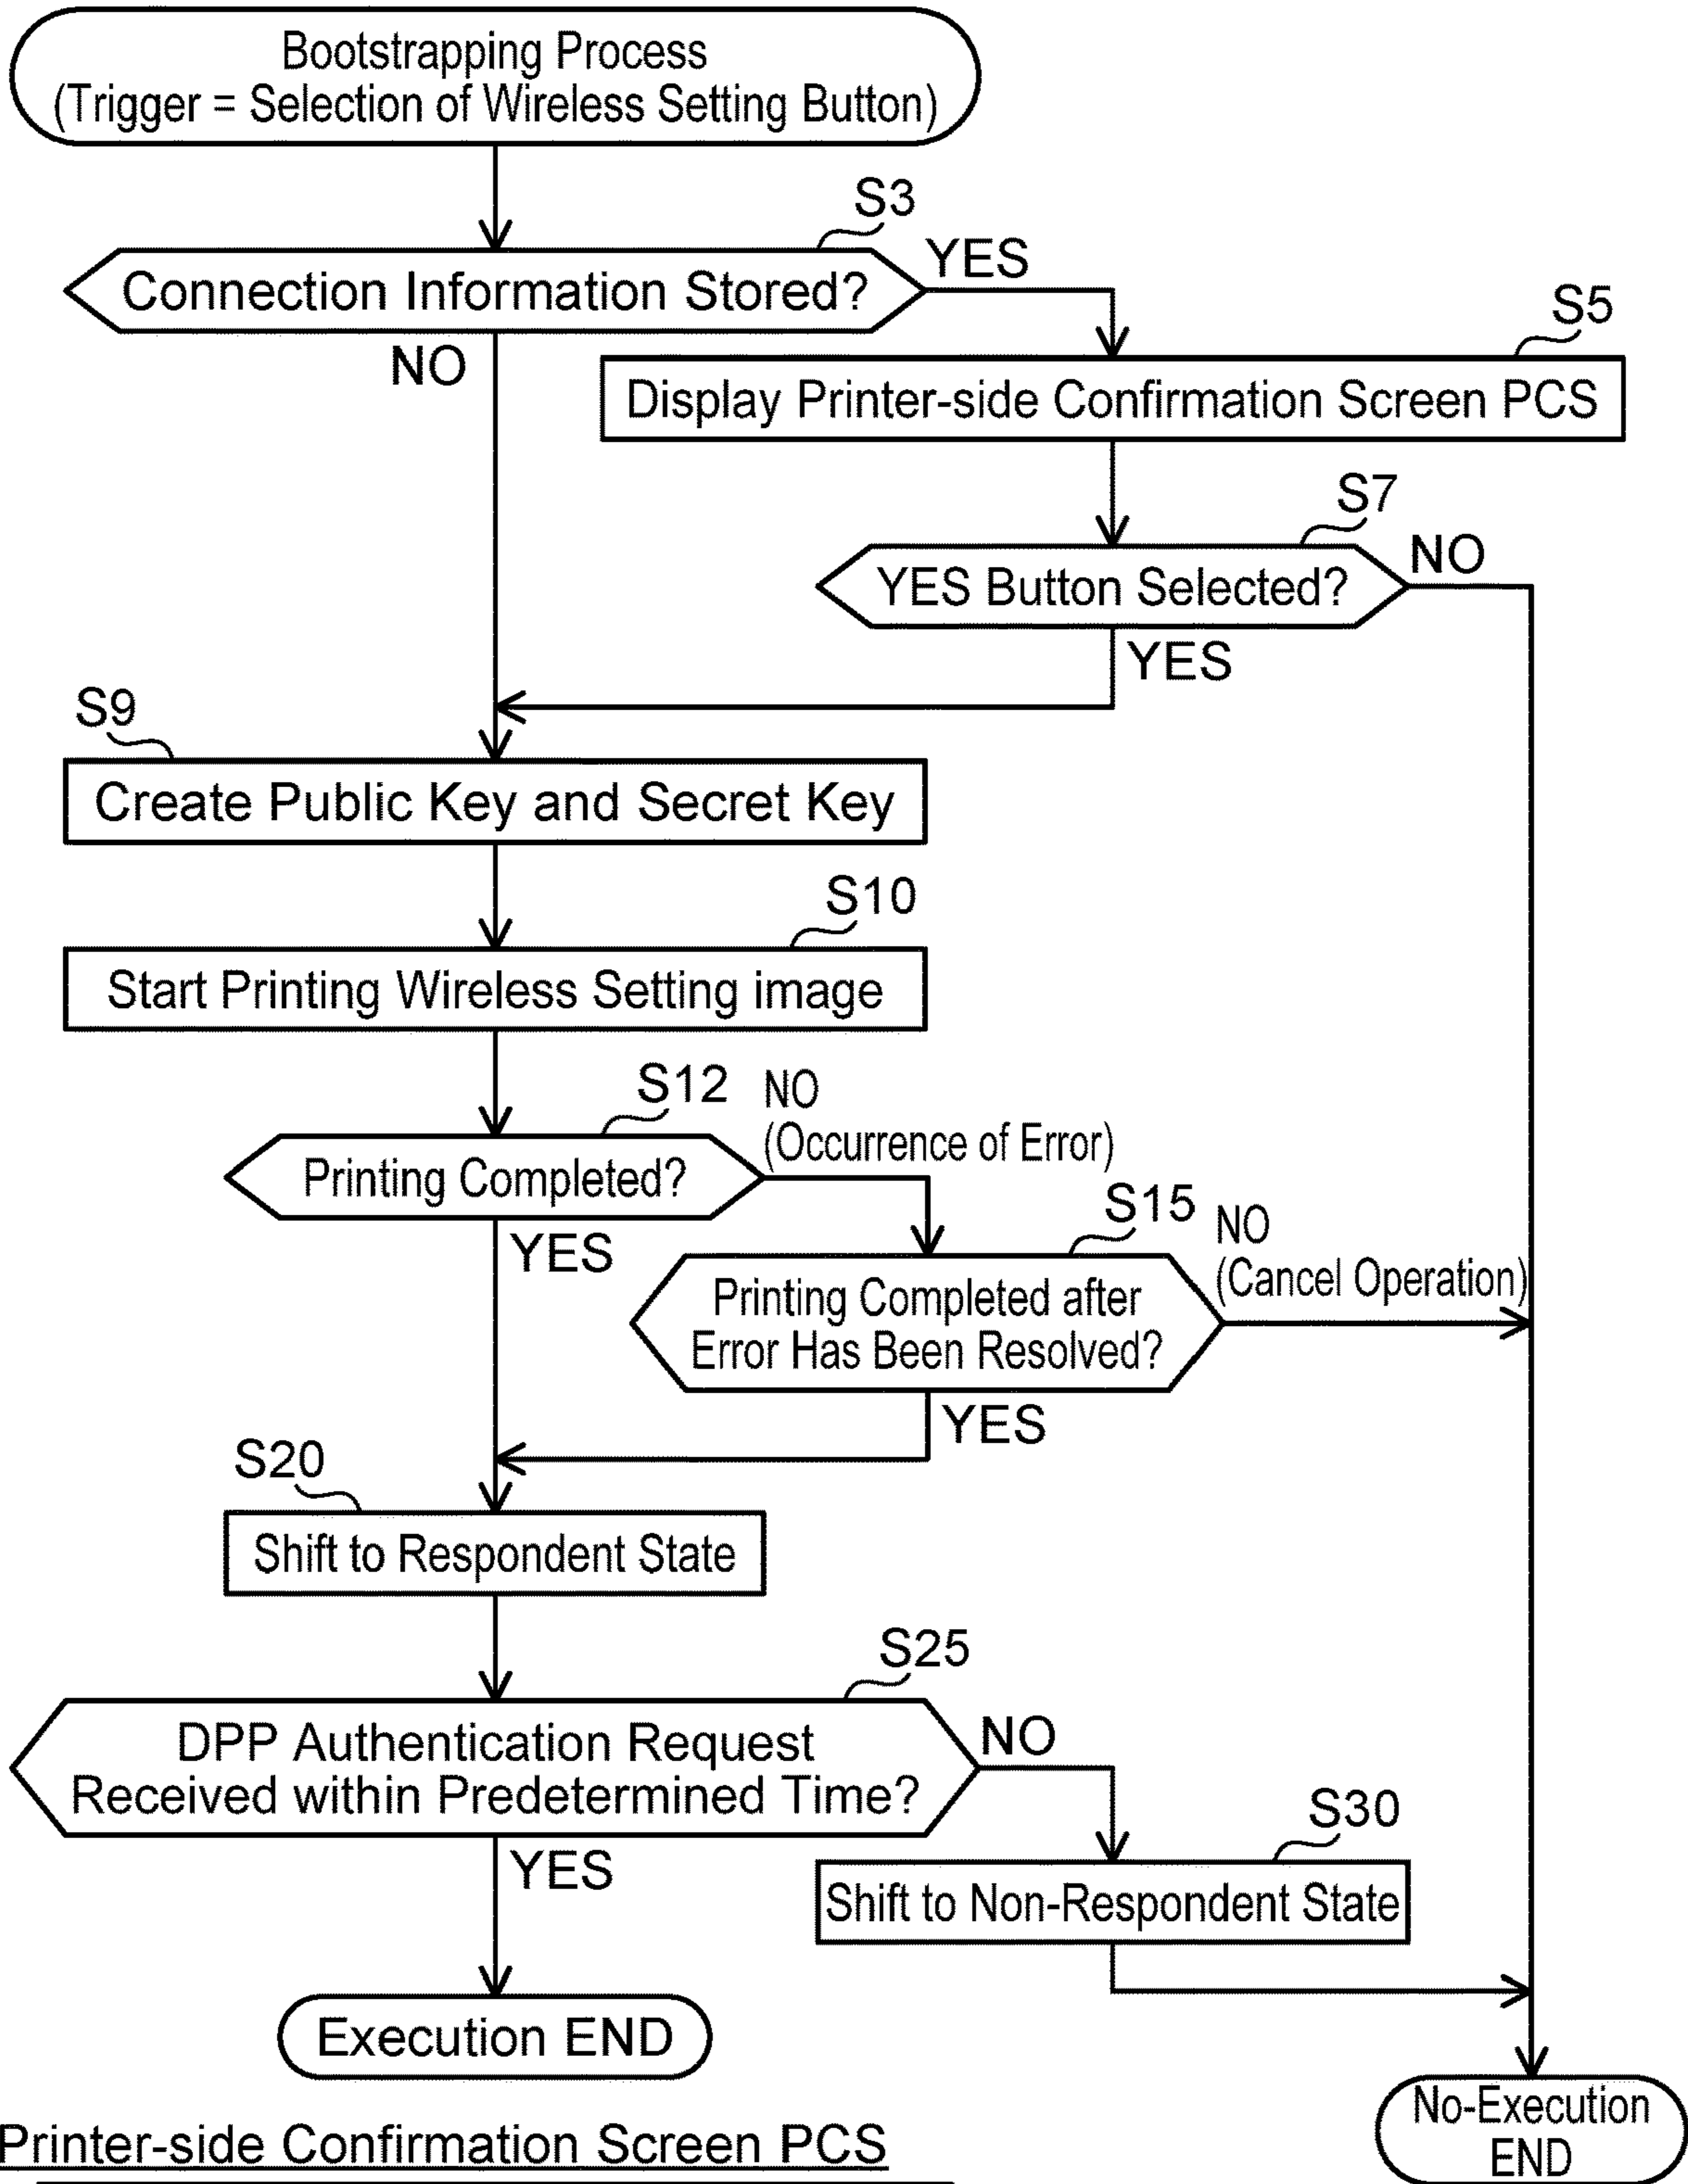 Bootstrapping Process
(Trigger = Selection of Wireless Setting Button)
S3
Connection Information Stored?
YES
NO
S5
Display Printer-side Confirmation Screen PCS
S7
YES Button Selected?
NO
YES
S9
Create Public Key and Secret Key
S10
Start Printing Wireless Setting image
S12
NO
(Occurrence of Error)
Printing Completed?
YES
S15
NO
(Cancel Operation)
Printing Completed after
Error Has Been Resolved?
YES
S20
Shift to Respondent State
S25
DPP Authentication Request
Received within Predetermined Time?
NO
YES
S30
Shift to Non-Respondent State
Execution END
No-Execution
END
Printer-side Confirmation Screen PCS